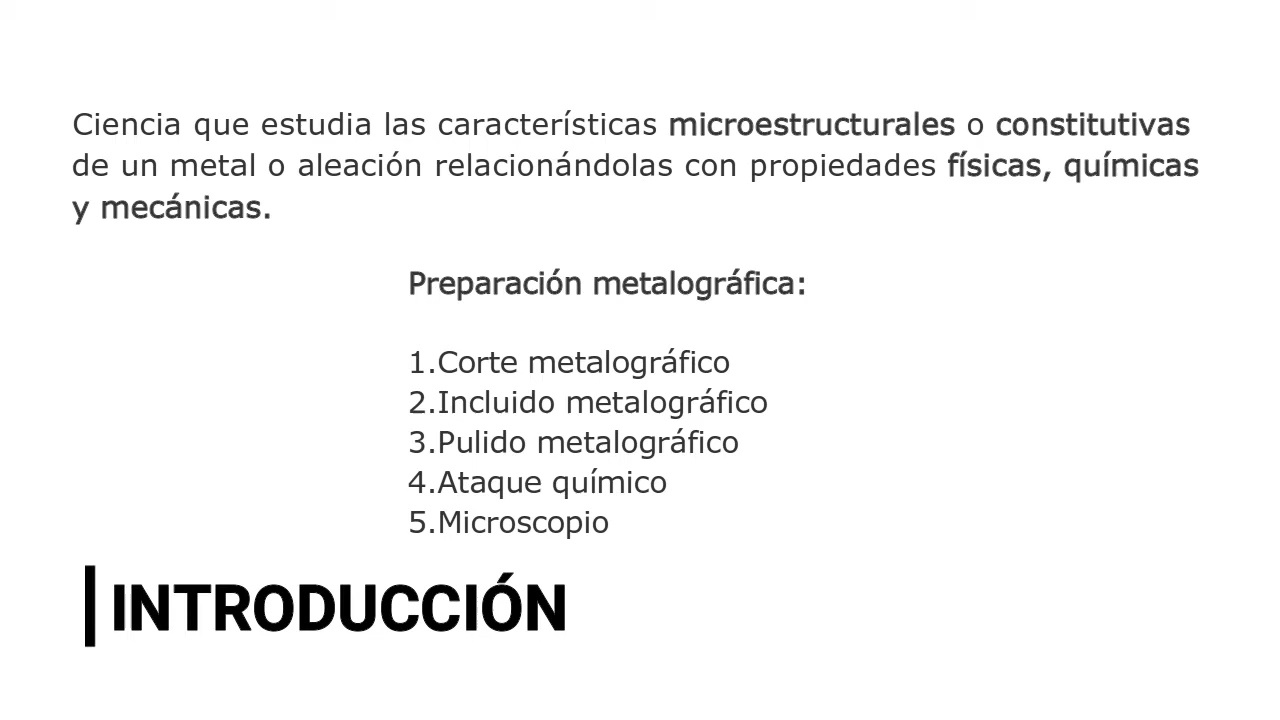 Ciencia que estudia las características microestructurales o constitutivas
de un metal o aleación relacionándolas con propiedades físicas, químicas
y mecánicas.
Preparación metalográfica:
1.Corte metalográfico
2.Incluido metalográfico
3.Pulido metalográfico
4.Ataque químico
5.Microscopio
INTRODUCCIÓN